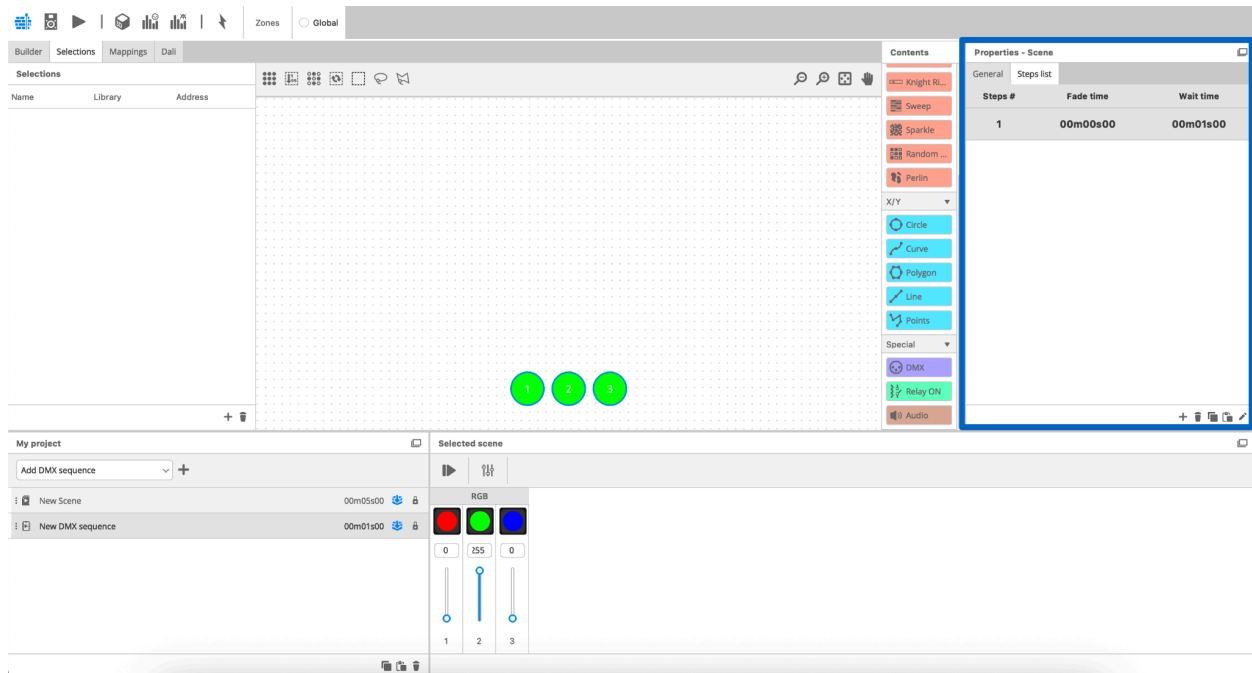 Zones
Global
Builder Selections Mappings Dali
Selections
Name Library Address
Contents
Knight Ri...
Sweep
Sparkle
Random ...
Perlin
X/Y
Circle
Curve
Polygon
Line
Points
Special
DMX
Relay ON
Audio
Properties - Scene
General Steps list
Steps # Fade time Wait time
1 00m00s00 00m01s00
1 2 3
My project
Add DMX sequence
New Scene 00m05s00
New DMX sequence 00m01s00
Selected scene
RGB
0 255 0
1 2 3